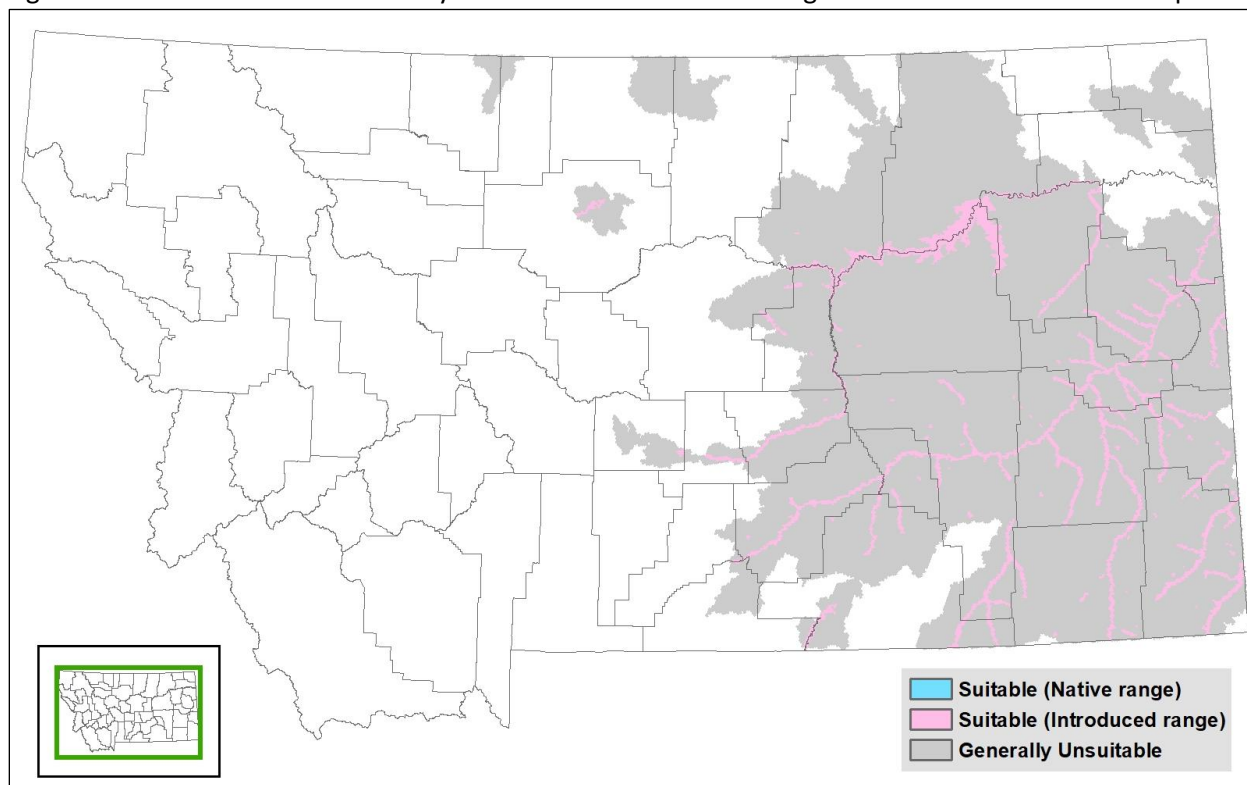 Suitable (Native range)
Suitable (Introduced range)
Generally Unsuitable